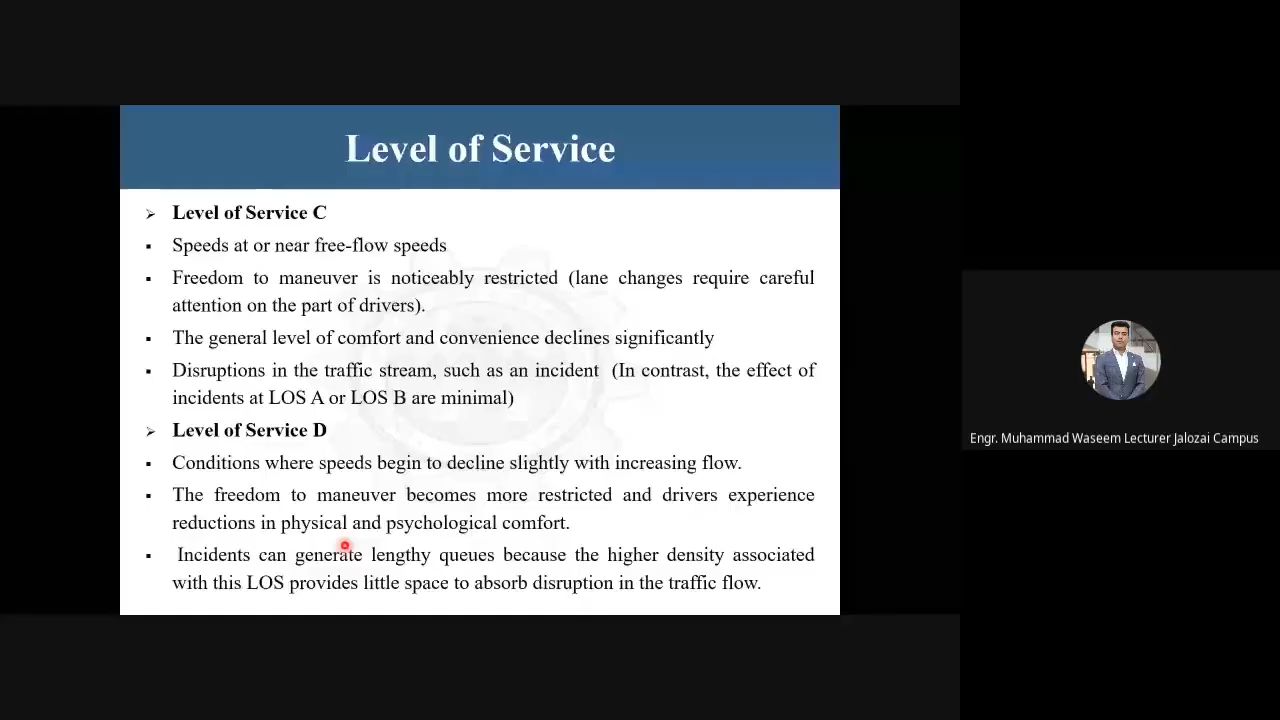 Level of Service
➢ Level of Service C
▪ Speeds at or near free-flow speeds
▪ Freedom to maneuver is noticeably restricted (lane changes require careful
attention on the part of drivers).
▪ The general level of comfort and convenience declines significantly
▪ Disruptions in the traffic stream, such as an incident (In contrast, the effect of
incidents at LOS A or LOS B are minimal)
➢ Level of Service D
▪ Conditions where speeds begin to decline slightly with increasing flow.
▪ The freedom to maneuver becomes more restricted and drivers experience
reductions in physical and psychological comfort.
▪ Incidents can generate lengthy queues because the higher density associated
with this LOS provides little space to absorb disruption in the traffic flow.
Engr. Muhammad Waseem Lecturer Jalozai Campus